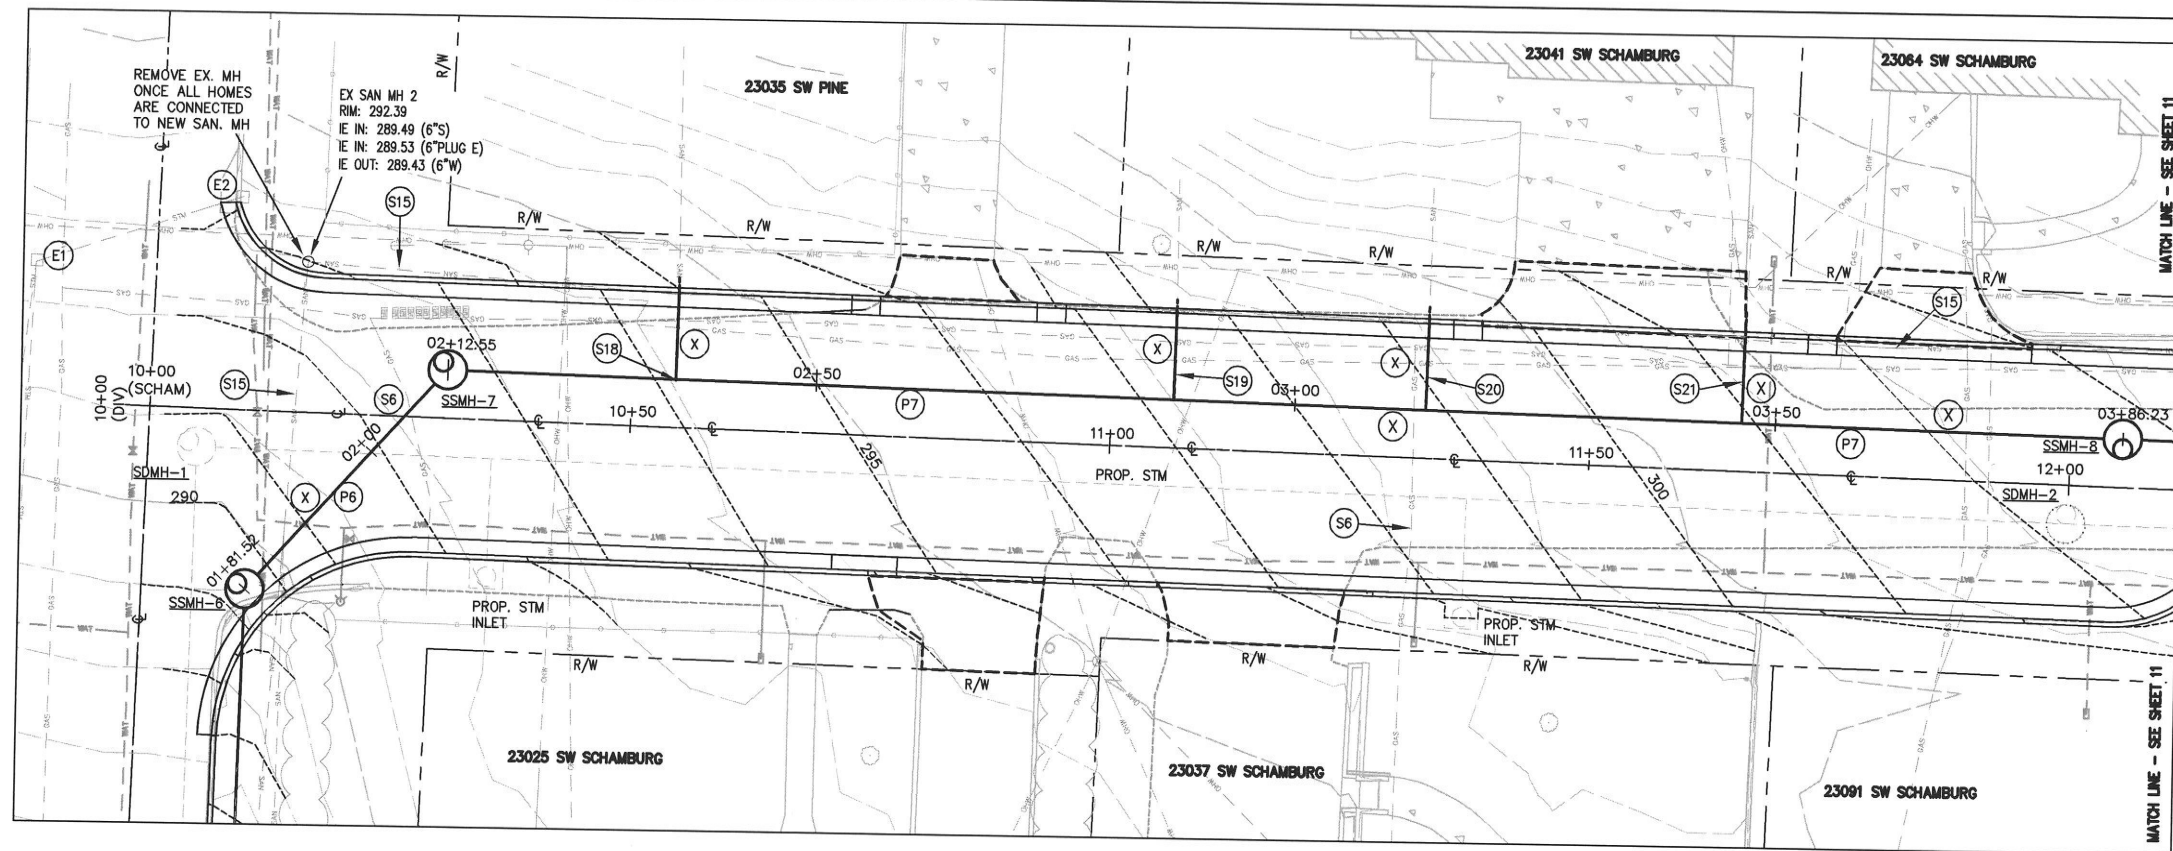 REMOVE EX. MH
ONCE ALL HOMES
ARE CONNECTED
TO NEW SAN. MH
EX SAN MH 2
RIM: 292.39
IE IN: 289.49 (6"S)
IE IN: 289.53 (6"PLUG E)
IE OUT: 289.43 (6"W)
R/W
23035 SW PINE
23041 SW SCHAMBURG
23064 SW SCHAMBURG
MATCH LINE - SEE SHEET 11
E2
E1
S15
R/W
R/W
R/W
R/W
R/W
R/W
S15
10+00
(SCHAM)
10+00
(DIV)
S15
S6
02+12.55
SSMH-7
S18
X
02+50
P7
X
S19
03+00
X
S20
X
S21
X
03+50
X
P7
03+86.23
SSMH-8
10+50
11+00
11+50
12+00
02+00
SDMH-1
290
X
P6
295
PROP. STM
300
SDMH-2
S6
01+81.52
SSMH-6
PROP. STM
INLET
PROP. STM
INLET
R/W
R/W
R/W
R/W
23025 SW SCHAMBURG
23037 SW SCHAMBURG
23091 SW SCHAMBURG
MATCH LINE - SEE SHEET 11
GAS
SAN
OHW
WAT
STM